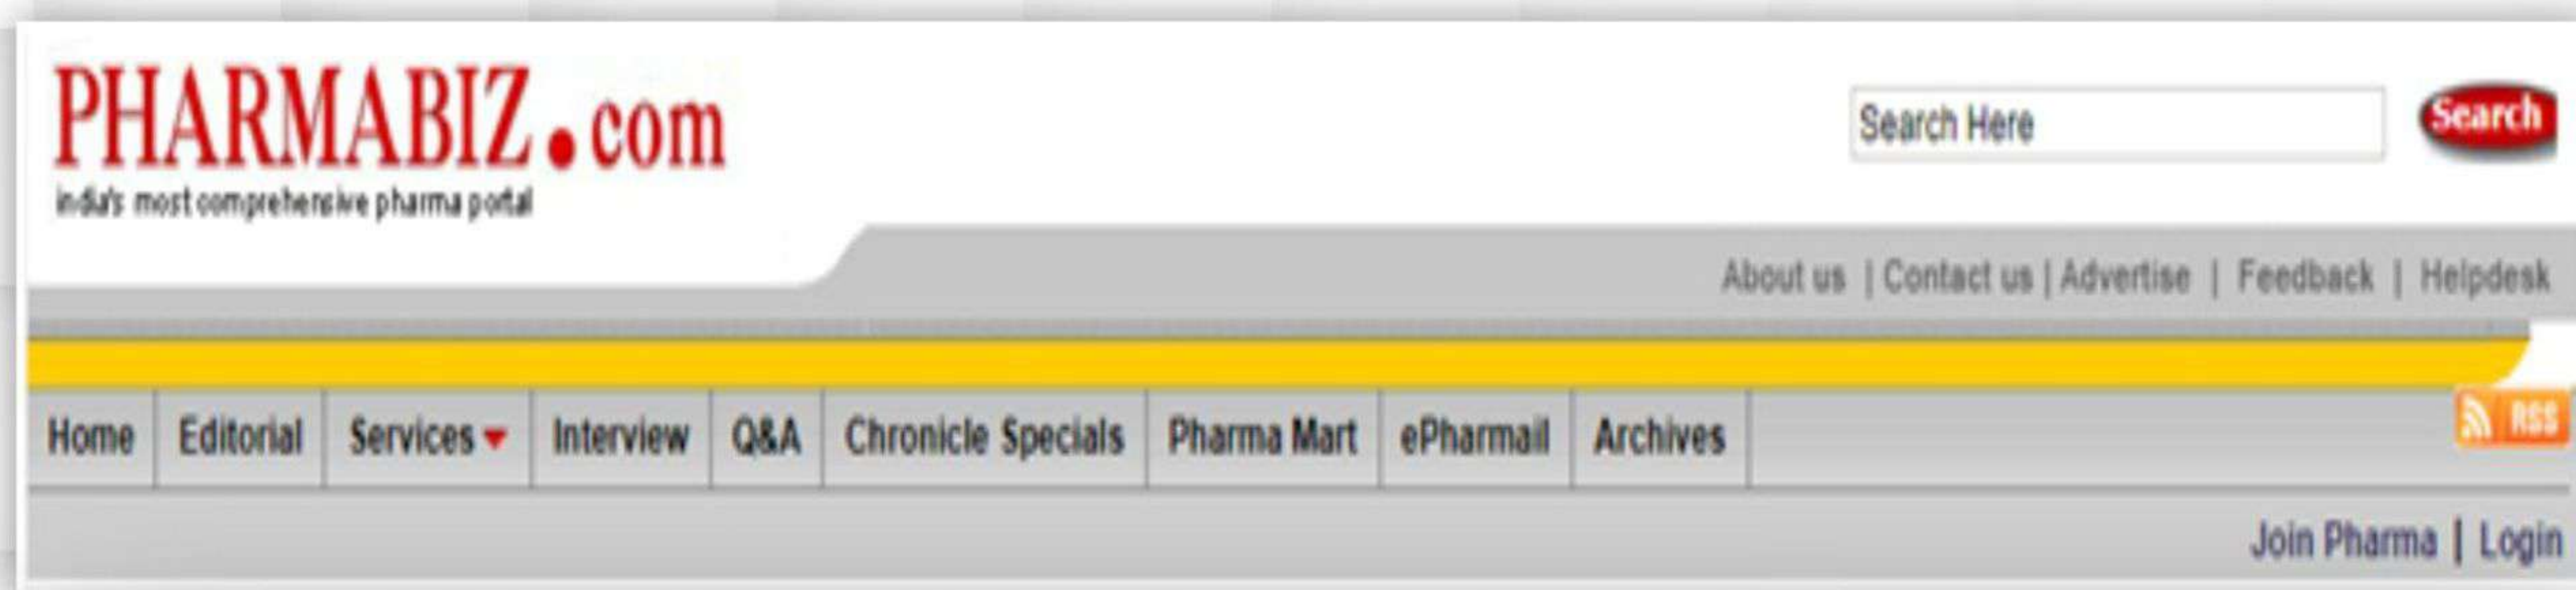 PHARMABIZ.com
india's most comprehensive pharma portal
Search Here
Search
About us | Contact us | Advertise | Feedback | Helpdesk
Home Editorial Services Interview Q&A Chronicle Specials Pharma Mart ePharmail Archives
RSS
Join Pharma | Login